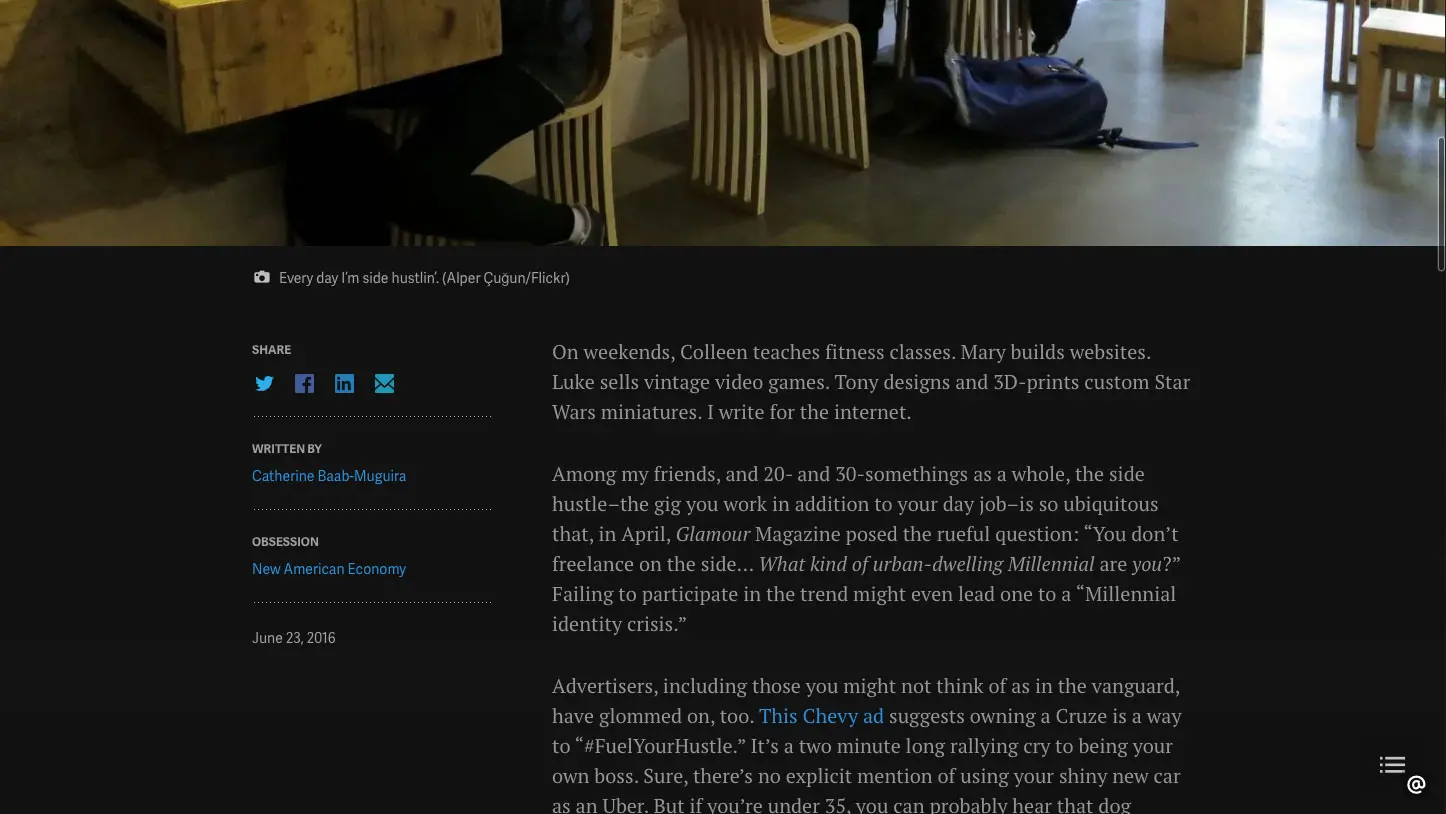 Every day I’m side hustlin’. (Alper Çuğun/Flickr)
SHARE
WRITTEN BY
Catherine Baab-Muguira
OBSESSION
New American Economy
June 23, 2016
On weekends, Colleen teaches fitness classes. Mary builds websites.
Luke sells vintage video games. Tony designs and 3D-prints custom Star
Wars miniatures. I write for the internet.
Among my friends, and 20- and 30-somethings as a whole, the side
hustle–the gig you work in addition to your day job–is so ubiquitous
that, in April, Glamour Magazine posed the rueful question: “You don’t
freelance on the side… What kind of urban-dwelling Millennial are you?”
Failing to participate in the trend might even lead one to a “Millennial
identity crisis.”
Advertisers, including those you might not think of as in the vanguard,
have glommed on, too. This Chevy ad suggests owning a Cruze is a way
to “#FuelYourHustle.” It’s a two minute long rallying cry to being your
own boss. Sure, there’s no explicit mention of using your shiny new car
as an Uber. But if you’re under 35, you can probably hear that dog
@